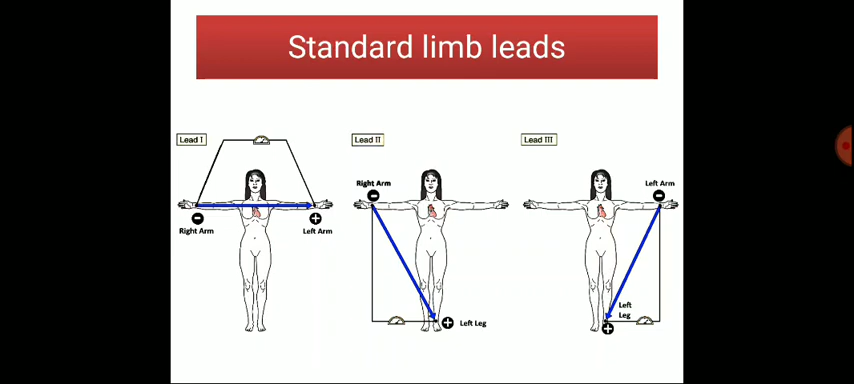 Standard limb leads
Lead I
Right Arm
Left Arm
Lead II
Right Arm
Left Leg
Lead III
Left Arm
Left
Leg